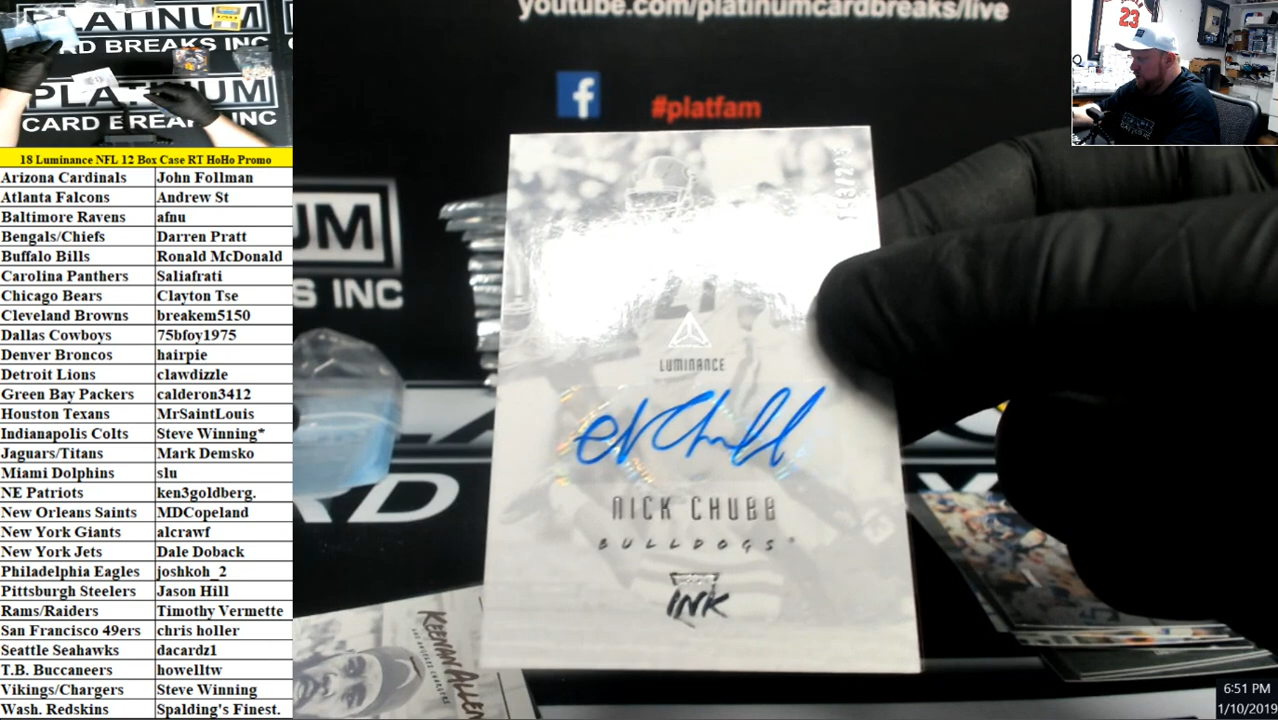 youtube.com/platinumcardbreaks/live
f
#platfam
PLATINUM
CARD BREAKS INC
23
18 Luminance NFL 12 Box Case RT HoHo Promo
Arizona Cardinals John Follman
Atlanta Falcons Andrew St
Baltimore Ravens afnu
Bengals/Chiefs Darren Pratt
Buffalo Bills Ronald McDonald
Carolina Panthers Saliafrati
Chicago Bears Clayton Tse
Cleveland Browns breakem5150
Dallas Cowboys 75bfoy1975
Denver Broncos hairpie
Detroit Lions clawdizzle
Green Bay Packers calderon3412
Houston Texans MrSaintLouis
Indianapolis Colts Steve Winning*
Jaguars/Titans Mark Demsko
Miami Dolphins slu
NE Patriots ken3goldberg.
New Orleans Saints MDCopeland
New York Giants alcrawf
New York Jets Dale Doback
Philadelphia Eagles joshkoh_2
Pittsburgh Steelers Jason Hill
Rams/Raiders Timothy Vermette
San Francisco 49ers chris holler
Seattle Seahawks dacardz1
T.B. Buccaneers howelltw
Vikings/Chargers Steve Winning
Wash. Redskins Spalding's Finest.
LUMINANCE
NICK CHUBB
BULLDOGS
INK
KEENAN ALLEN
LOS ANGELES CHARGERS
6:51 PM
1/10/2019